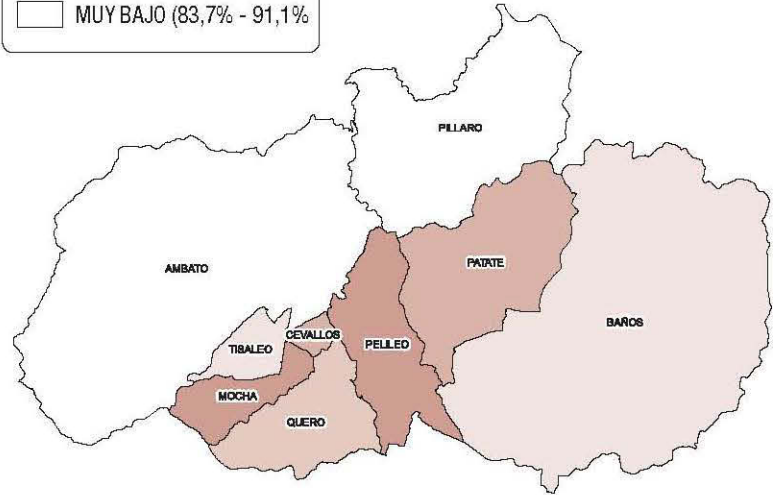 MUY BAJO (83,7% - 91,1%
PILLARO
AMBATO
PATATE
BAÑOS
TISALEO
CEVALLOS
PELILEO
MOCHA
QUERO